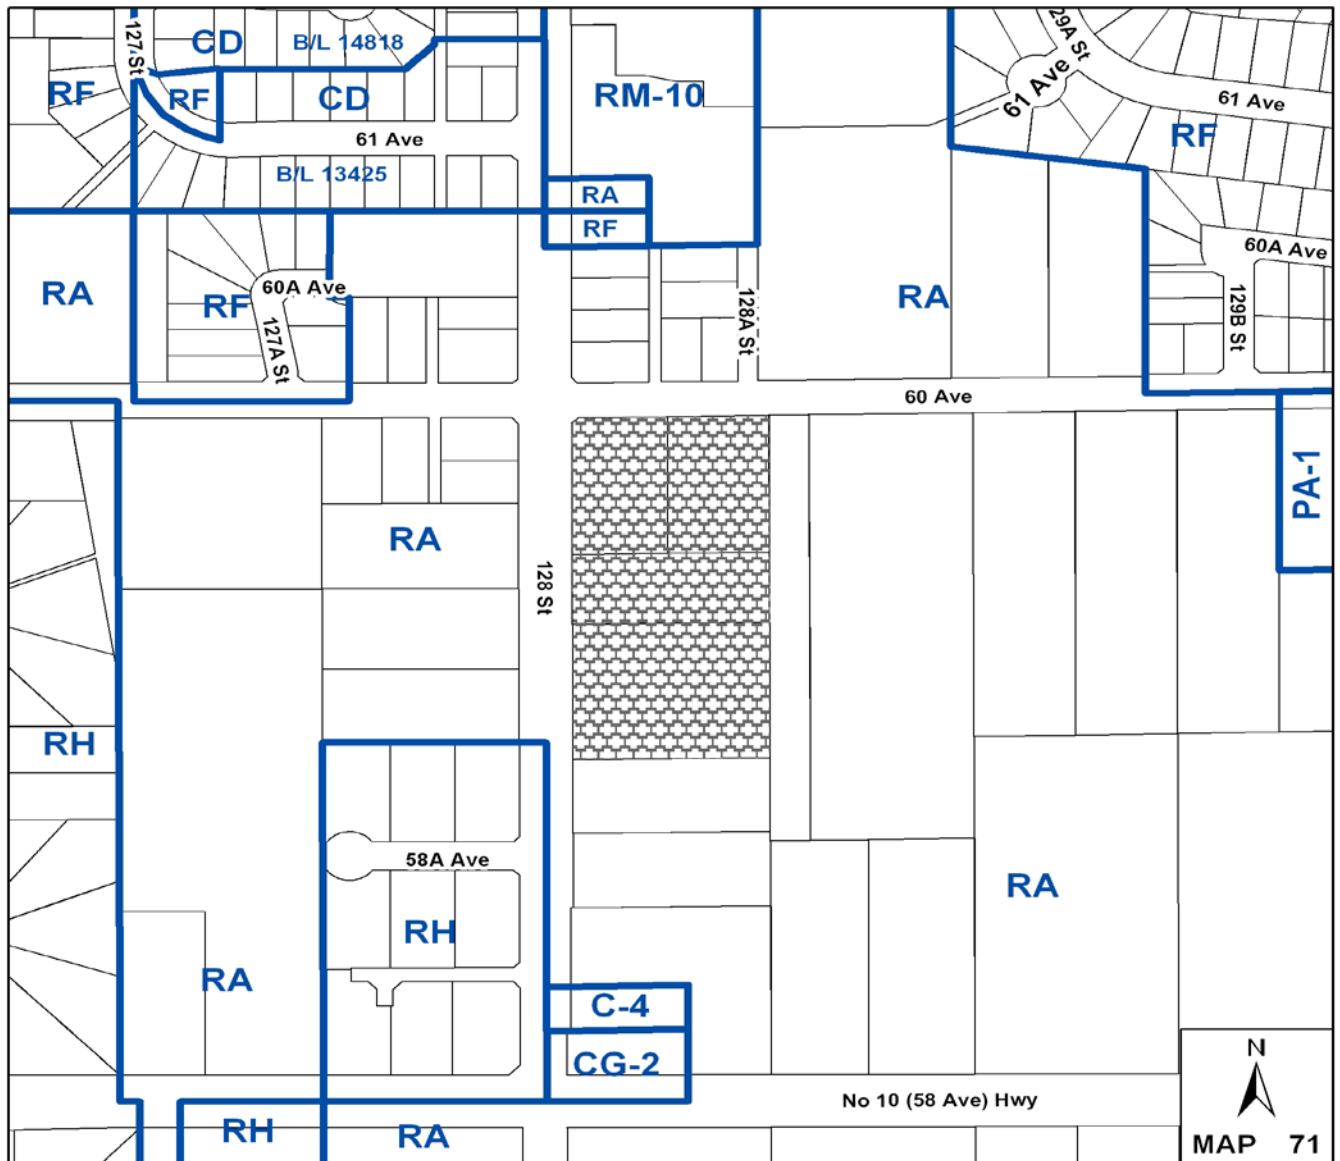 127 St
CD
B/L 14818
29A St
RF
RF
CD
RM-10
61 Ave
61 Ave
61 Ave
RF
B/L 13425
RA
RF
60A Ave
RA
RF
60A Ave
127A St
128A St
RA
129B St
60 Ave
PA-1
RA
128 St
RH
58A Ave
RA
RH
RA
C-4
CG-2
No 10 (58 Ave) Hwy
RH
RA
N
MAP 71